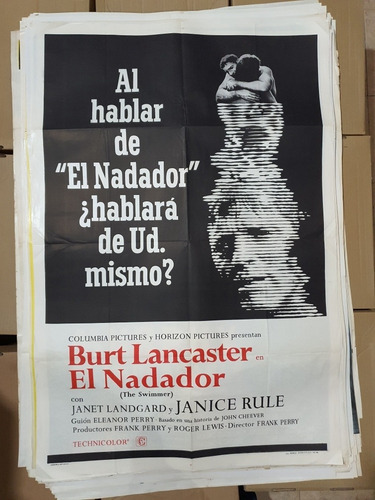 Al
hablar
de
"El Nadador"
¿hablará
de Ud.
mismo?
COLUMBIA PICTURES y HORIZON PICTURES presentan
Burt Lancaster en
El Nadador
(The Swimmer)
con
JANET LANDGARD y JANICE RULE
Guión ELEANOR PERRY · Basado en una historia de JOHN CHEEVER
Productores FRANK PERRY y ROGER LEWIS · Director FRANK PERRY
TECHNICOLOR